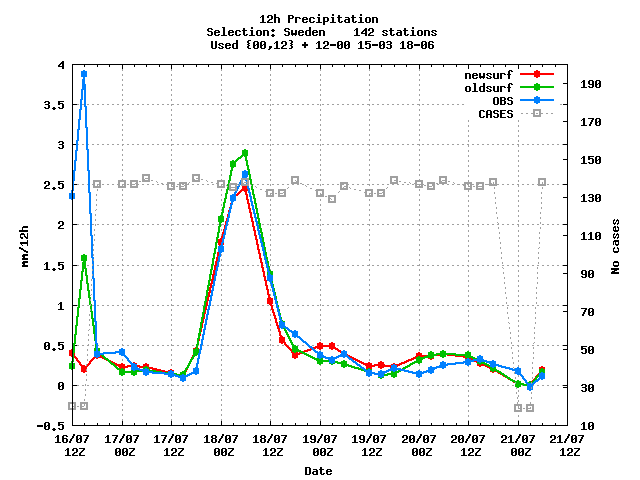 12h Precipitation
Selection: Sweden    142 stations
Used {00,12} + 12-00 15-03 18-06
newsurf
oldsurf
OBS
CASES
mm/12h
4
3.5
3
2.5
2
1.5
1
0.5
0
-0.5
190
170
150
130
110
90
70
50
30
10
No cases
16/07 17/07 17/07 18/07 18/07 19/07 19/07 20/07 20/07 21/07 21/07
12Z 00Z 12Z 00Z 12Z 00Z 12Z 00Z 12Z 00Z 12Z
Date